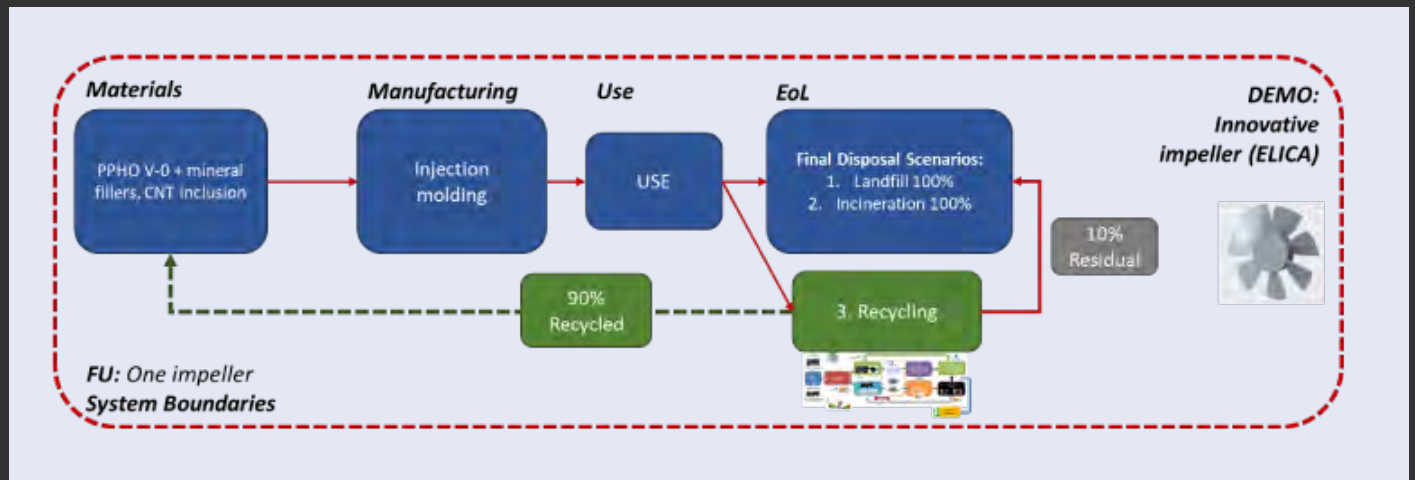 Materials
PPHO V-0 + mineral
fillers, CNT inclusion
Manufacturing
Injection
molding
Use
USE
EoL
Final Disposal Scenarios:
1. Landfill 100%
2. Incineration 100%
DEMO:
Innovative
impeller (ELICA)
10%
Residual
90%
Recycled
3. Recycling
FU: One impeller
System Boundaries